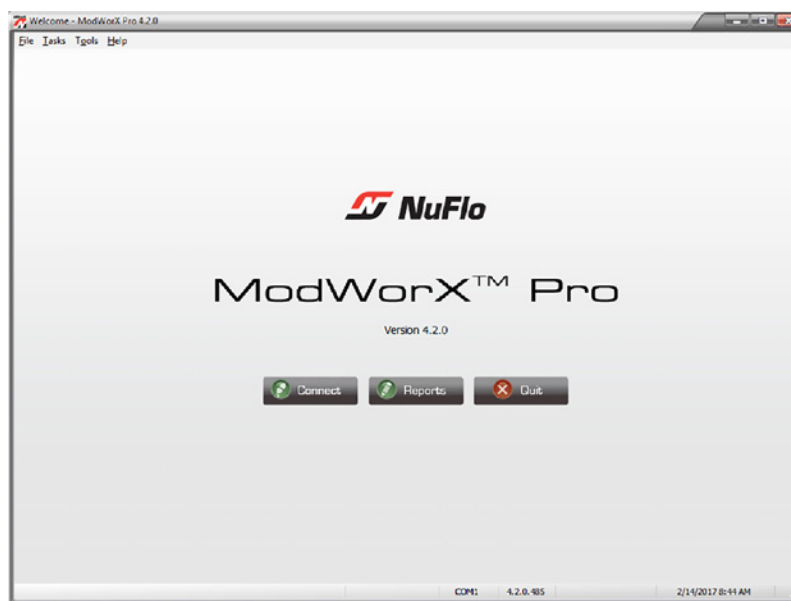 Welcome - ModWorX Pro 4.2.0
File Tasks Tools Help
NuFlo
ModWorX™ Pro
Version 4.2.0
Connect Reports Quit
COM1 4.2.0.485 2/14/2017 8:44 AM